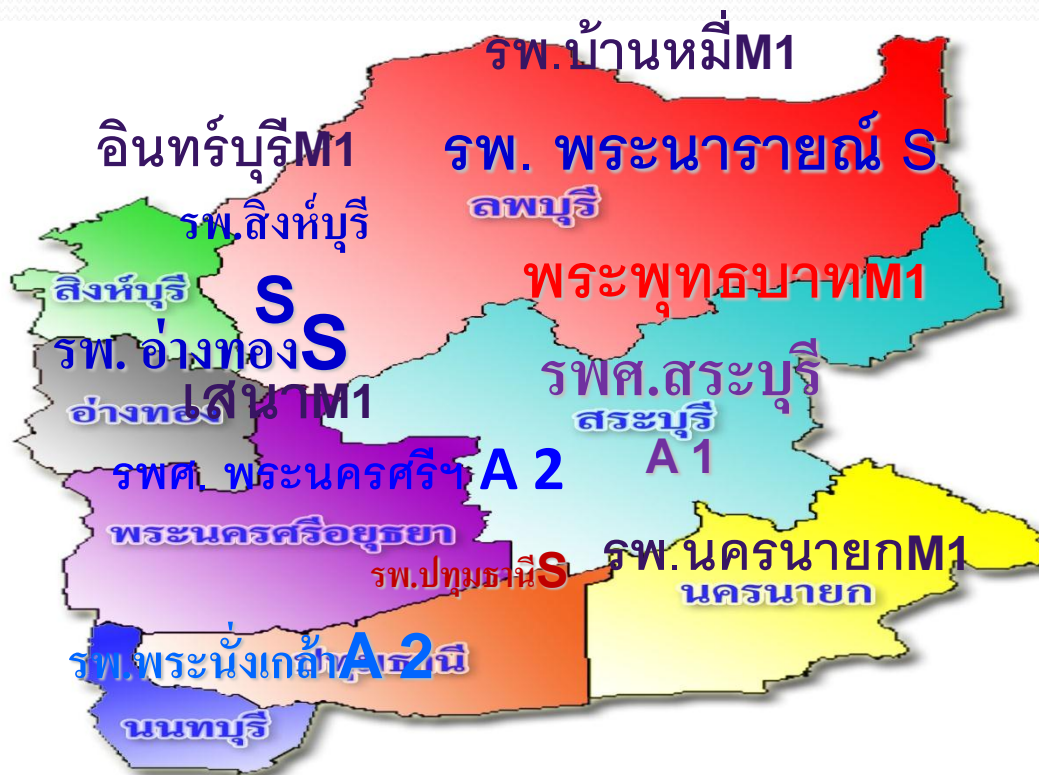 รพ.บ้านหมี่M1
อินทร์บุรีM1
รพ. พระนารายณ์ S
ลพบุรี
รพ.สิงห์บุรี
S
สิงห์บุรี
พระพุทธบาทM1
รพ. อ่างทองS
รพศ.สระบุรี
A 1
สระบุรี
เสนาM1
อ่างทอง
รพศ. พระนครศรีฯ A 2
พระนครศรีอยุธยา
รพ.นครนายกM1
นครนายก
รพ.ปทุมธานีS
รพ.พระนั่งเกล้าA 2
ปทุมธานี
นนทบุรี